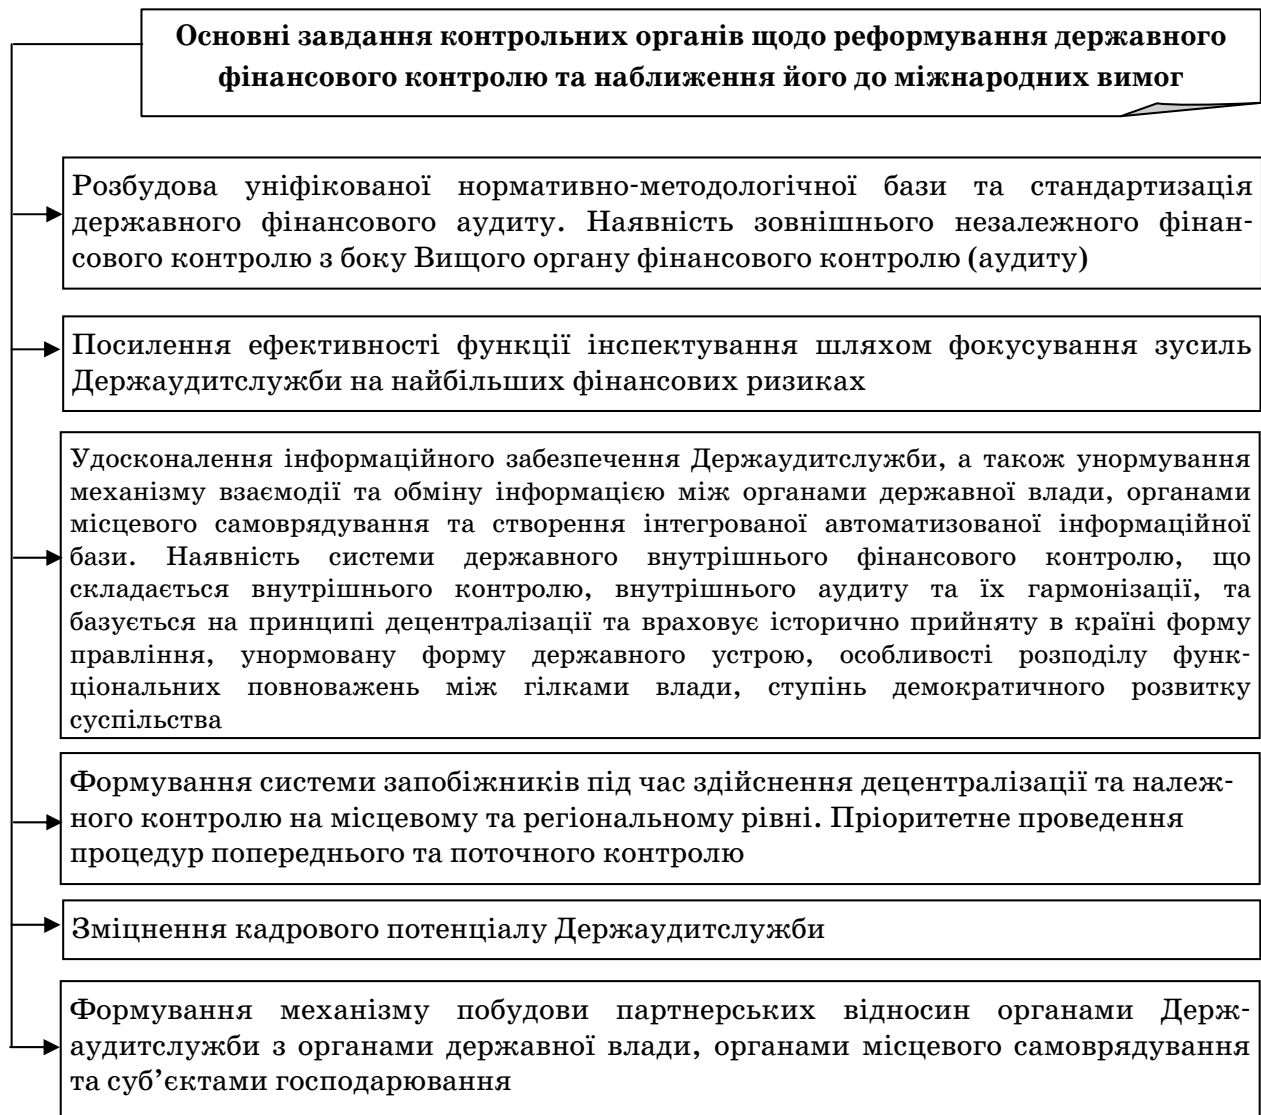 Основні завдання контрольних органів щодо реформування державного
фінансового контролю та наближення його до міжнародних вимог
Розбудова уніфікованої нормативно-методологічної бази та стандартизація
державного фінансового аудиту. Наявність зовнішнього незалежного фінан-
сового контролю з боку Вищого органу фінансового контролю (аудиту)
Посилення ефективності функції інспектування шляхом фокусування зусиль
Держаудитслужби на найбільших фінансових ризиках
Удосконалення інформаційного забезпечення Держаудитслужби, а також унормування
механізму взаємодії та обміну інформацією між органами державної влади, органами
місцевого самоврядування та створення інтегрованої автоматизованої інформаційної
бази. Наявність системи державного внутрішнього фінансового контролю, що
складається внутрішнього контролю, внутрішнього аудиту та їх гармонізації, та
базується на принципі децентралізації та враховує історично прийняту в країні форму
правління, унормовану форму державного устрою, особливості розподілу функ-
ціональних повноважень між гілками влади, ступінь демократичного розвитку
суспільства
Формування системи запобіжників під час здійснення децентралізації та належ-
ного контролю на місцевому та регіональному рівні. Пріоритетне проведення
процедур попереднього та поточного контролю
Зміцнення кадрового потенціалу Держаудитслужби
Формування механізму побудови партнерських відносин органами Держ-
аудитслужби з органами державної влади, органами місцевого самоврядування
та суб’єктами господарювання